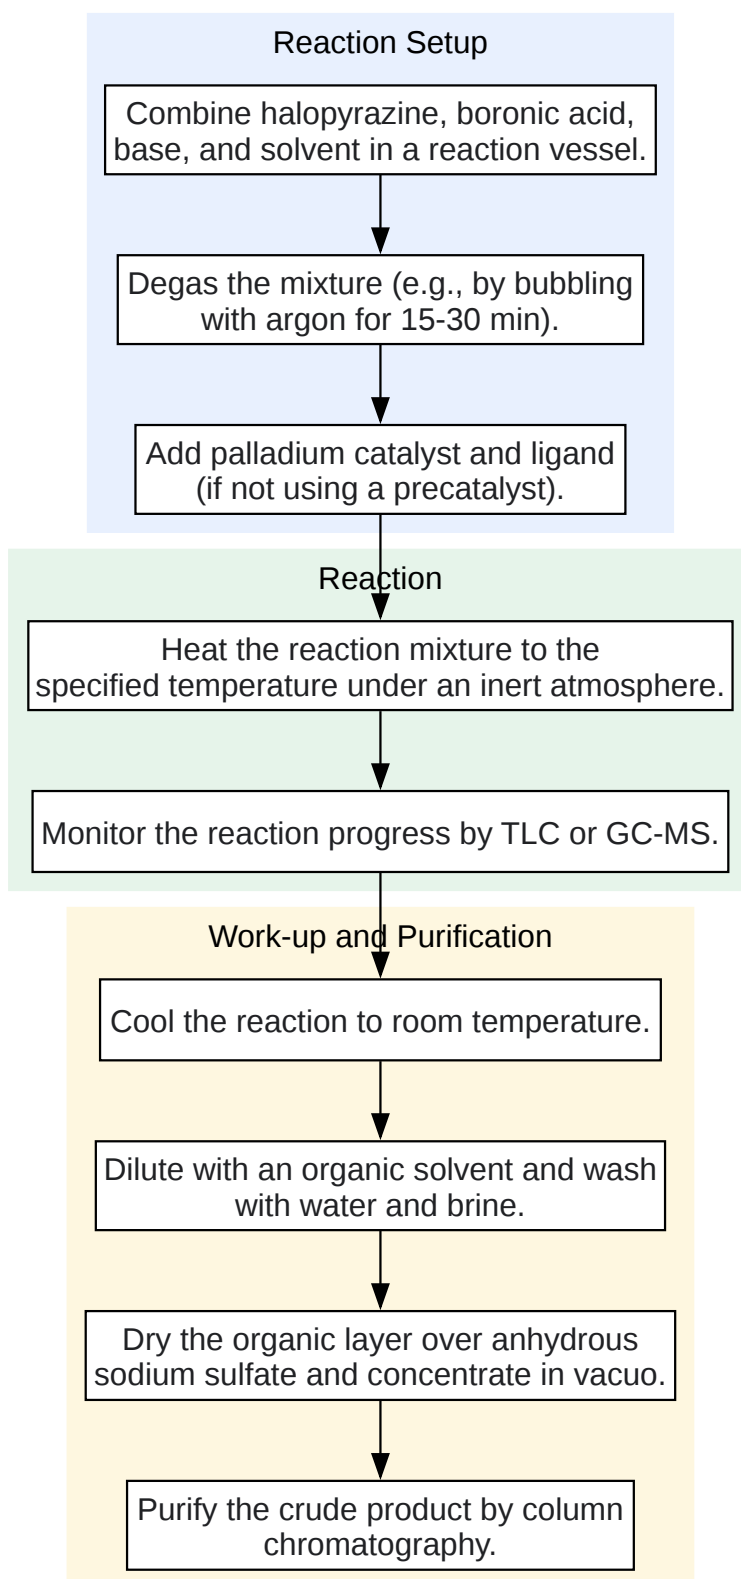 Reaction Setup
Combine halopyrazine, boronic acid,
base, and solvent in a reaction vessel.
Degas the mixture (e.g., by bubbling
with argon for 15-30 min).
Add palladium catalyst and ligand
(if not using a precatalyst).
Reaction
Heat the reaction mixture to the
specified temperature under an inert atmosphere.
Monitor the reaction progress by TLC or GC-MS.
Work-up and Purification
Cool the reaction to room temperature.
Dilute with an organic solvent and wash
with water and brine.
Dry the organic layer over anhydrous
sodium sulfate and concentrate in vacuo.
Purify the crude product by column
chromatography.